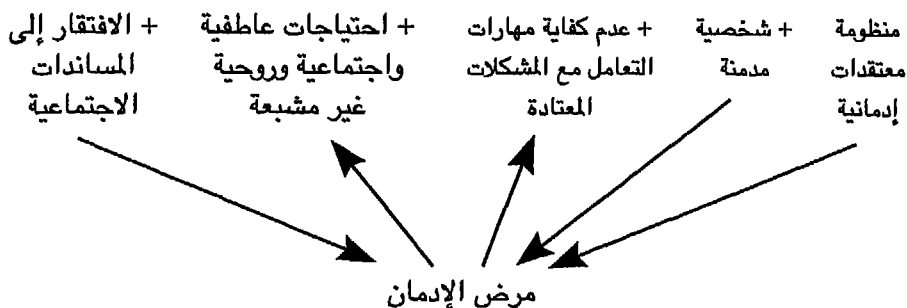 منظومة
معتقدات
إدمانية
+ شخصية
مدمنة
+ عدم كفاية مهارات
التعامل مع المشكلات
المعتادة
+ احتياجات عاطفية
واجتماعية وروحية
غير مشبعة
+ الافتقار إلى
المساندات
الاجتماعية
مرض الإدمان